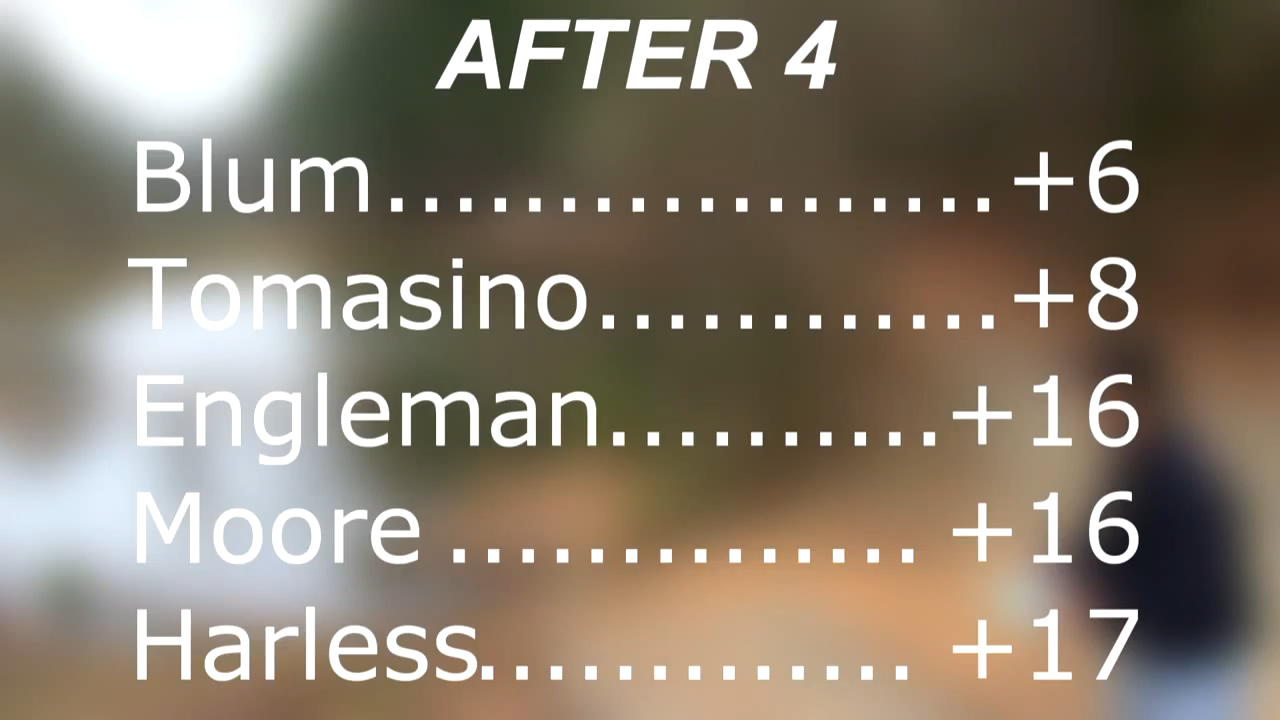 AFTER 4
Blum..................+6
Tomasino............+8
Engleman..........+16
Moore .............. +16
Harless............. +17